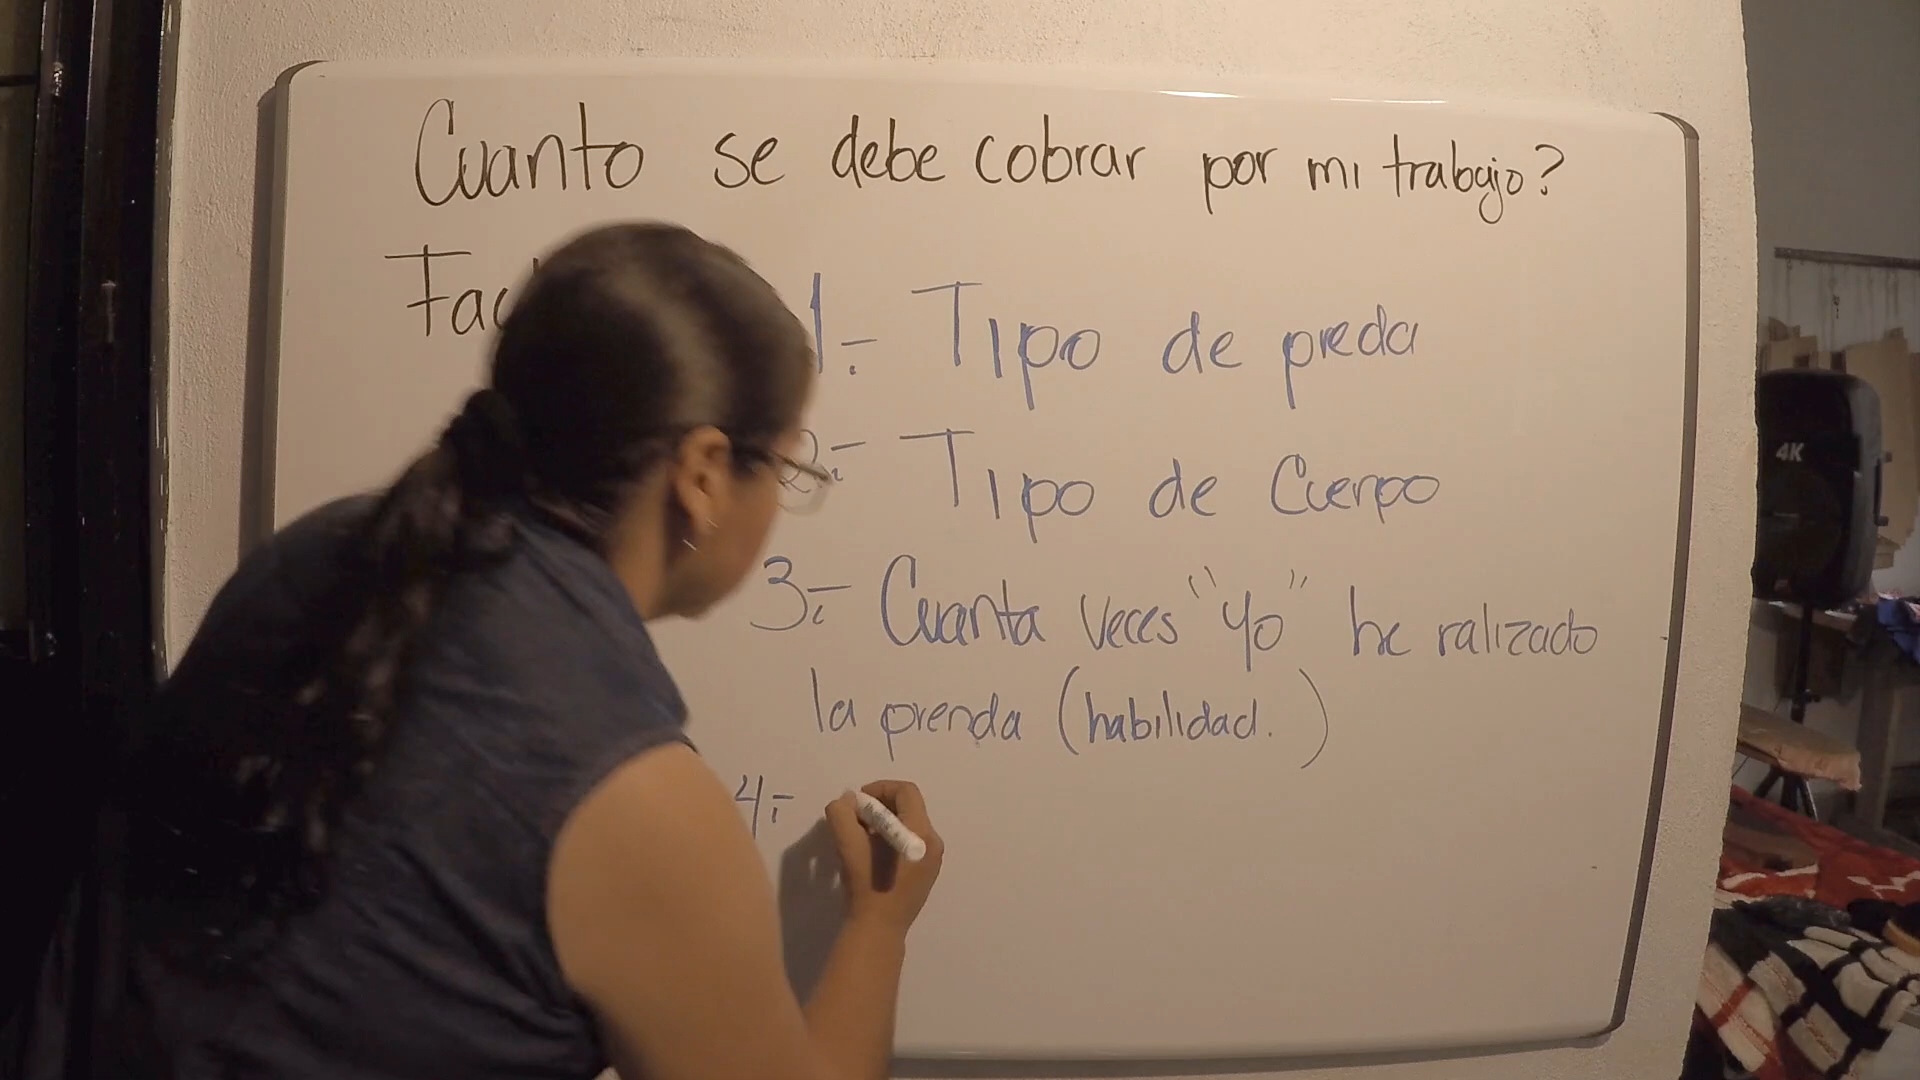 Cuanto se debe cobrar por mi trabajo?
1.- Tipo de preda
2.- Tipo de Cuerpo
3.- Cuanta veces "yo" he ralizado
la prenda (habilidad.)
4.-
4K